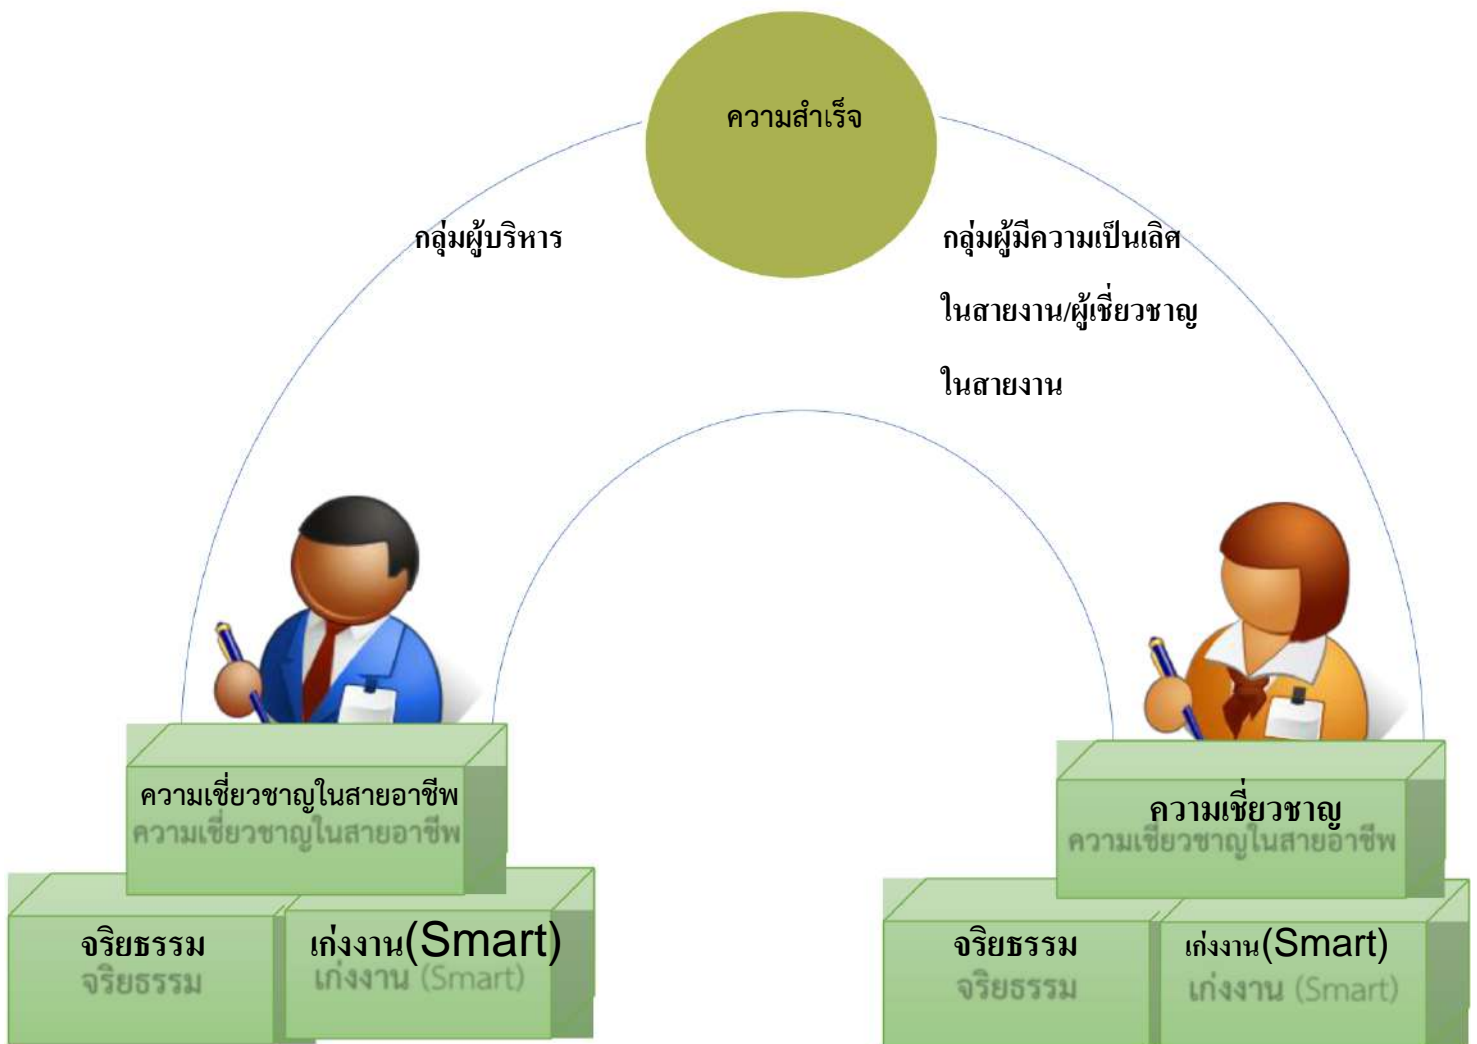 ความสำเร็จ
กลุ่มผู้บริหาร
กลุ่มผู้มีความเป็นเลิศ
ในสายงาน/ผู้เชี่ยวชาญ
ในสายงาน
ความเชี่ยวชาญในสายอาชีพ
ความเชี่ยวชาญในสายอาชีพ
จริยธรรม
จริยธรรม
เก่งงาน(Smart)
เก่งงาน (Smart)
ความเชี่ยวชาญ
ความเชี่ยวชาญในสายอาชีพ
จริยธรรม
จริยธรรม
เก่งงาน(Smart)
เก่งงาน (Smart)